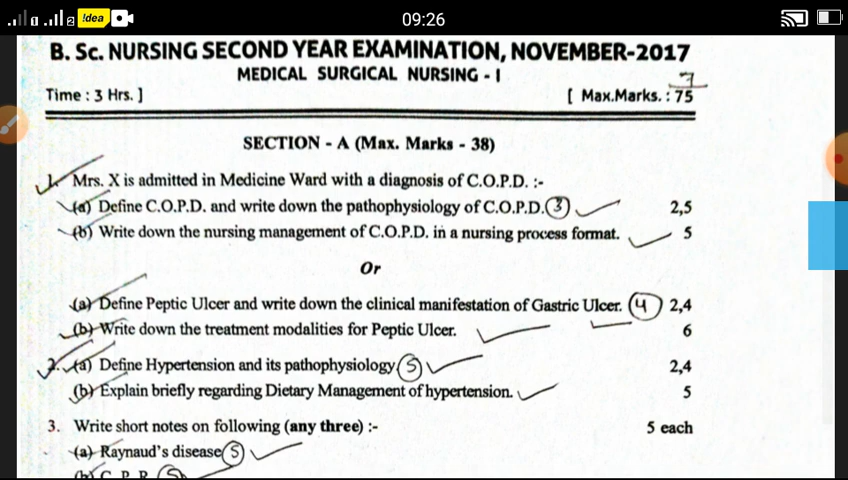 !dea
09:26
B. Sc. NURSING SECOND YEAR EXAMINATION, NOVEMBER-2017
MEDICAL SURGICAL NURSING - I
7
Time : 3 Hrs. ] [ Max.Marks. : 75
SECTION - A (Max. Marks - 38)
1. Mrs. X is admitted in Medicine Ward with a diagnosis of C.O.P.D. :-
(a) Define C.O.P.D. and write down the pathophysiology of C.O.P.D. 3 2,5
(b) Write down the nursing management of C.O.P.D. in a nursing process format. 5
Or
(a) Define Peptic Ulcer and write down the clinical manifestation of Gastric Ulcer. 4 2,4
(b) Write down the treatment modalities for Peptic Ulcer. 6
2. (a) Define Hypertension and its pathophysiology 5 2,4
(b) Explain briefly regarding Dietary Management of hypertension. 5
3. Write short notes on following (any three) :- 5 each
(a) Raynaud's disease 5
(b) C. P. R. 5